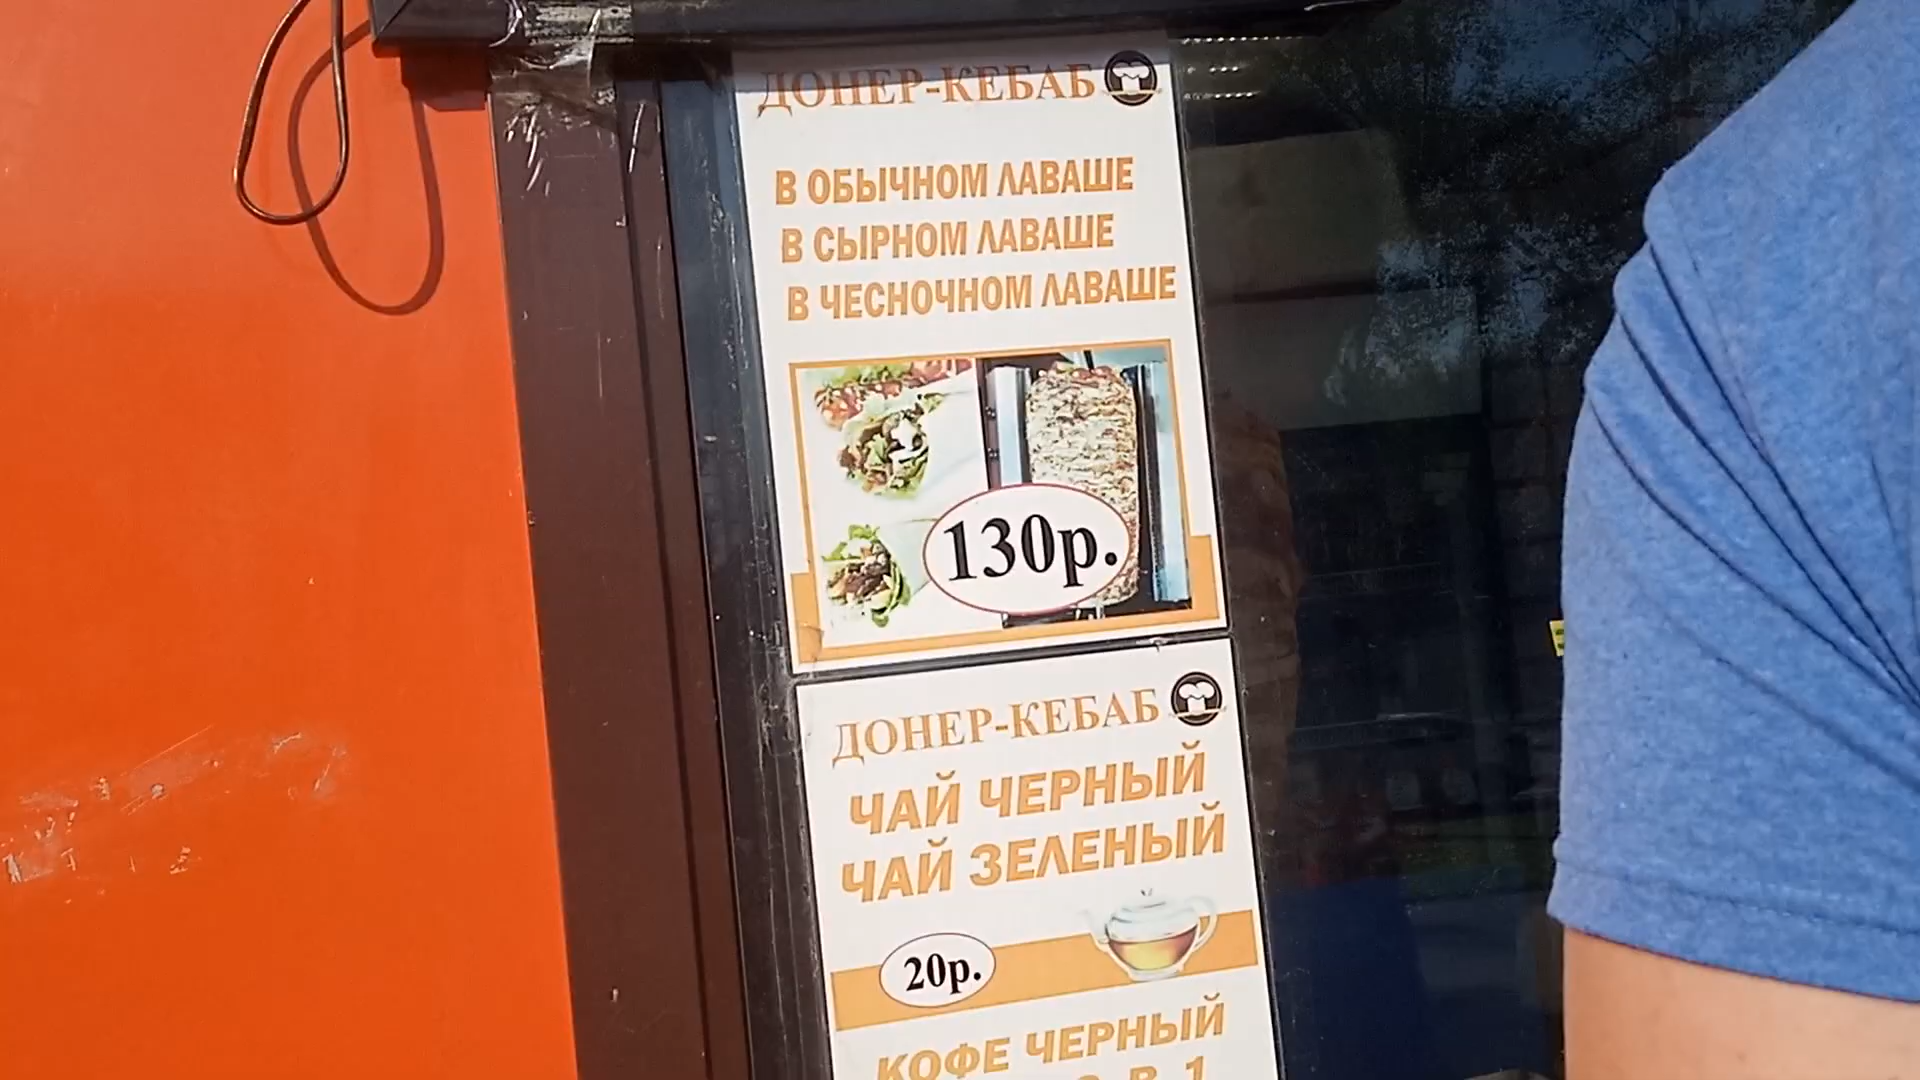 ДОНЕР-КЕБАБ
В ОБЫЧНОМ ЛАВАШЕ
В СЫРНОМ ЛАВАШЕ
В ЧЕСНОЧНОМ ЛАВАШЕ
130р.
ДОНЕР-КЕБАБ
ЧАЙ ЧЕРНЫЙ
ЧАЙ ЗЕЛЕНЫЙ
20р.
КОФЕ ЧЕРНЫЙ
В 1